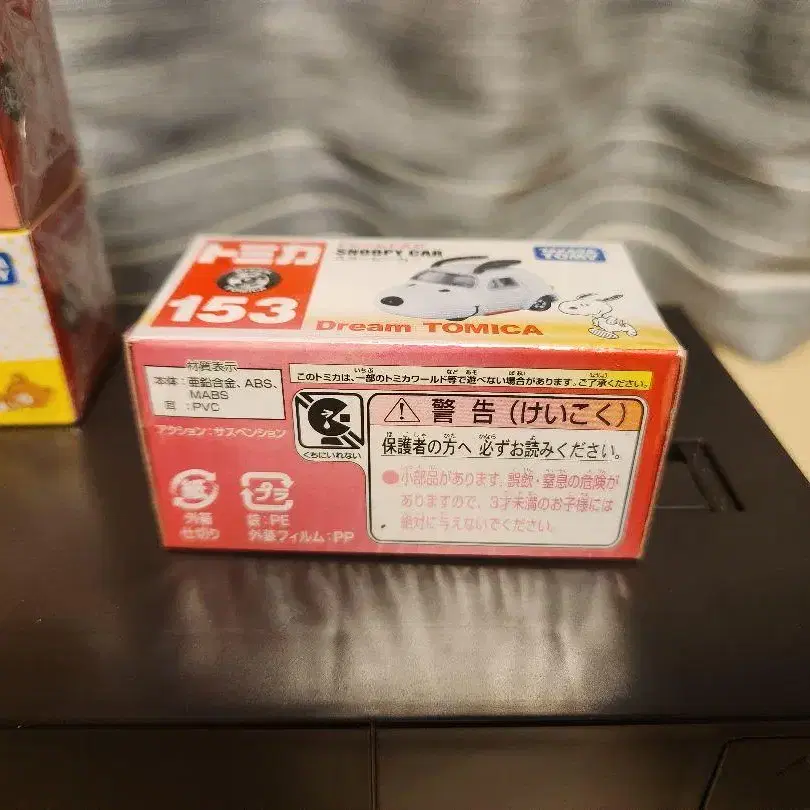 トミカ
153
SNOOPY CAR
TAKARA
TOMY
Dream TOMICA
材質表示
本体:亜鉛合金、ABS、
MABS
耳:PVC
アクション:サスペンション
このトミカは、一部のトミカワールド等で遊べない場合があります。ご了承ください。
くちにいれない
警告(けいこく)
保護者の方へ 必ずお読みください。
●小部品があります。誤飲・窒息の危険が
ありますので、3才未満のお子様には
絶対に与えないでください。
紙
外箱
仕切り
プラ
袋:PE
外装フィルム:PP